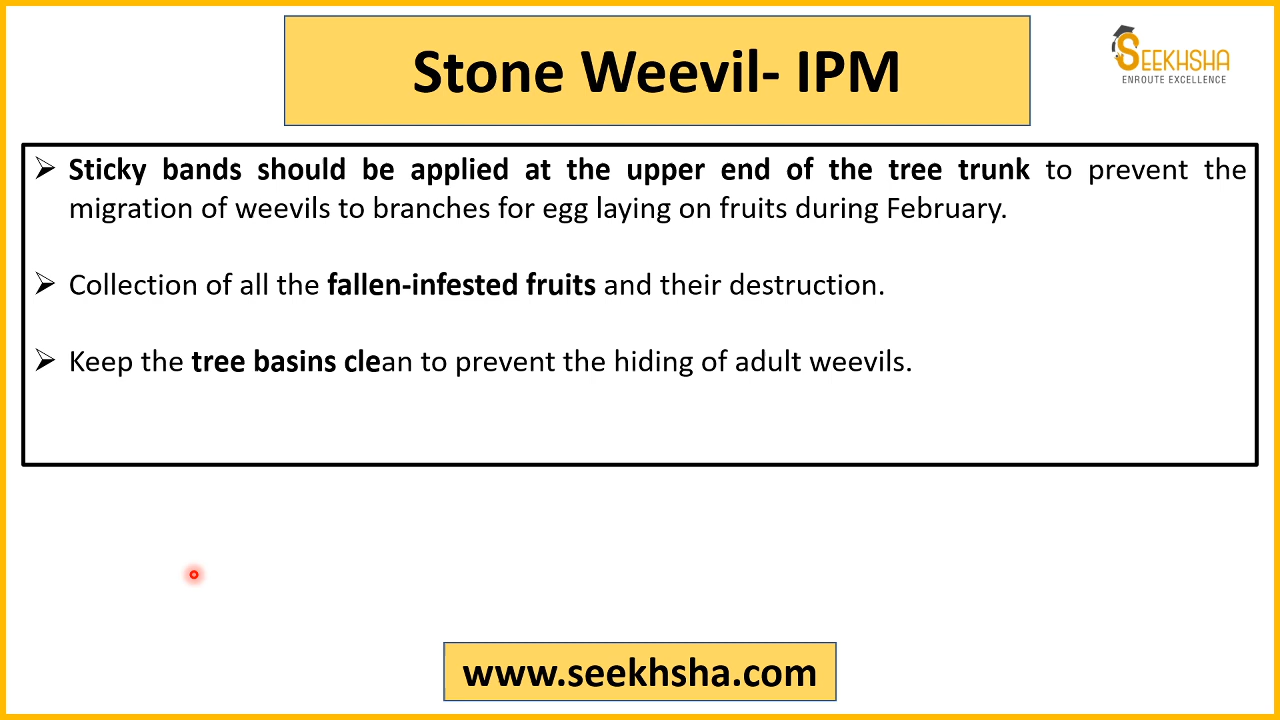 Stone Weevil- IPM
SEEKHSHA
ENROUTE EXCELLENCE
➢ Sticky bands should be applied at the upper end of the tree trunk to prevent the
migration of weevils to branches for egg laying on fruits during February.
➢ Collection of all the fallen-infested fruits and their destruction.
➢ Keep the tree basins clean to prevent the hiding of adult weevils.
www.seekhsha.com